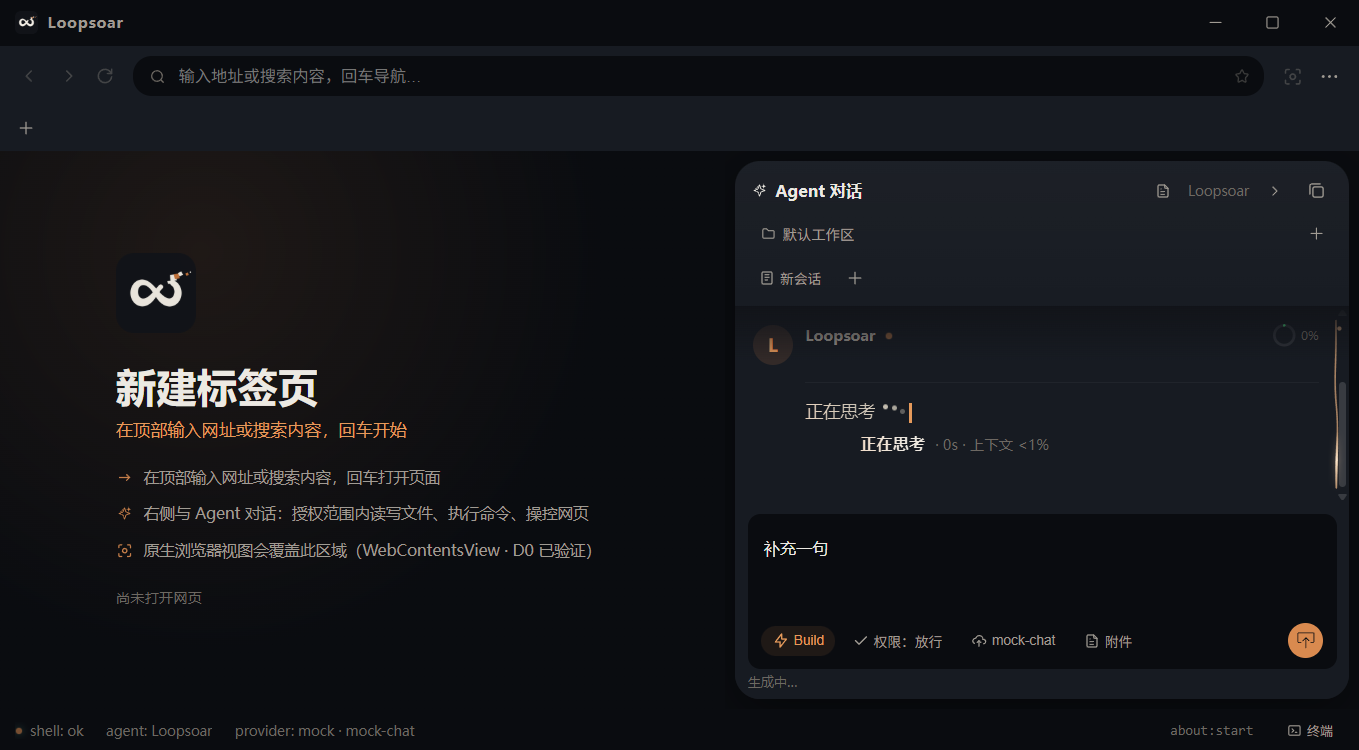 Loopsoar
输入地址或搜索内容，回车导航...
新建标签页
在顶部输入网址或搜索内容，回车开始
在顶部输入网址或搜索内容，回车打开页面
右侧与 Agent 对话：授权范围内读写文件、执行命令、操控网页
原生浏览器视图会覆盖此区域（WebContentsView · D0 已验证）
尚未打开网页
Agent 对话
Loopsoar
默认工作区
新会话
L
Loopsoar
0%
正在思考
正在思考 · 0s · 上下文 <1%
补充一句
Build
权限：放行
mock-chat
附件
生成中...
shell: ok
agent: Loopsoar
provider: mock · mock-chat
about:start
终端